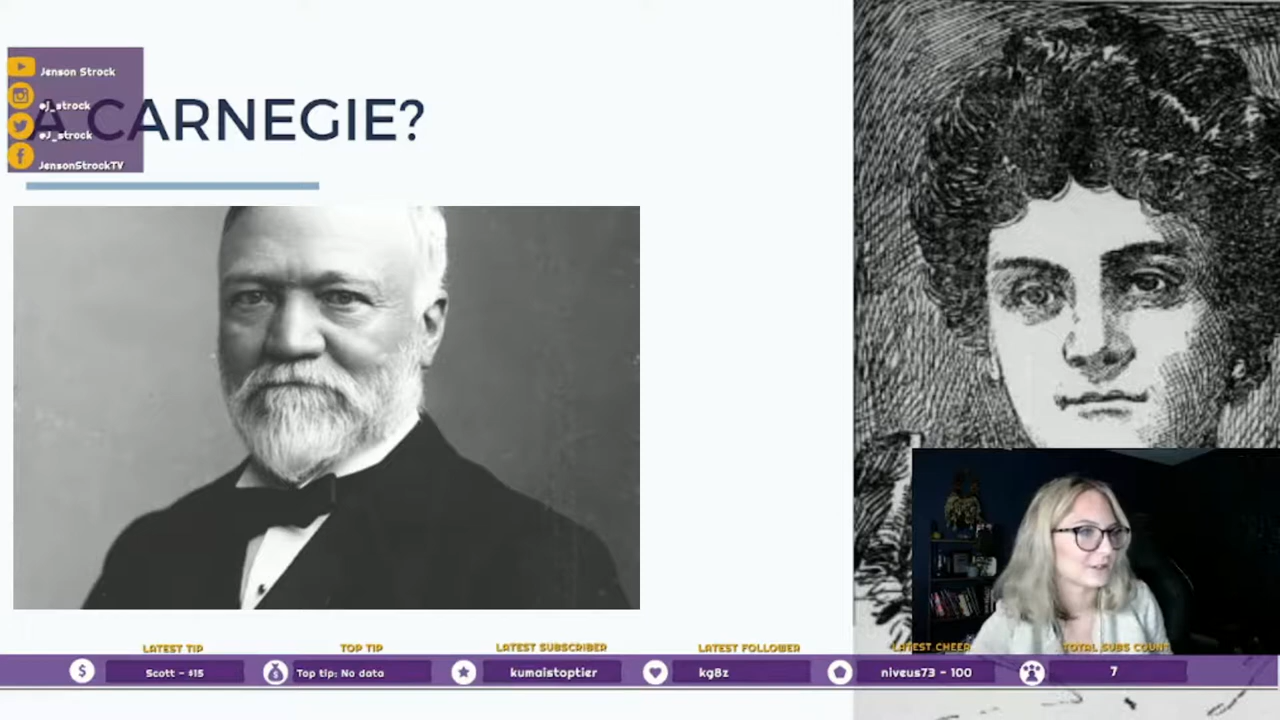 Jenson Strock
@J_strock
A CARNEGIE?
@J_strock
JensonStrockTV
LATEST TIP
TOP TIP
LATEST SUBSCRIBER
LATEST FOLLOWER
LATEST CHEER
TOTAL SUBS COUNT
Scott - $15
Top tip: No data
kumaistoptier
kg8z
niveus73 - 100
7